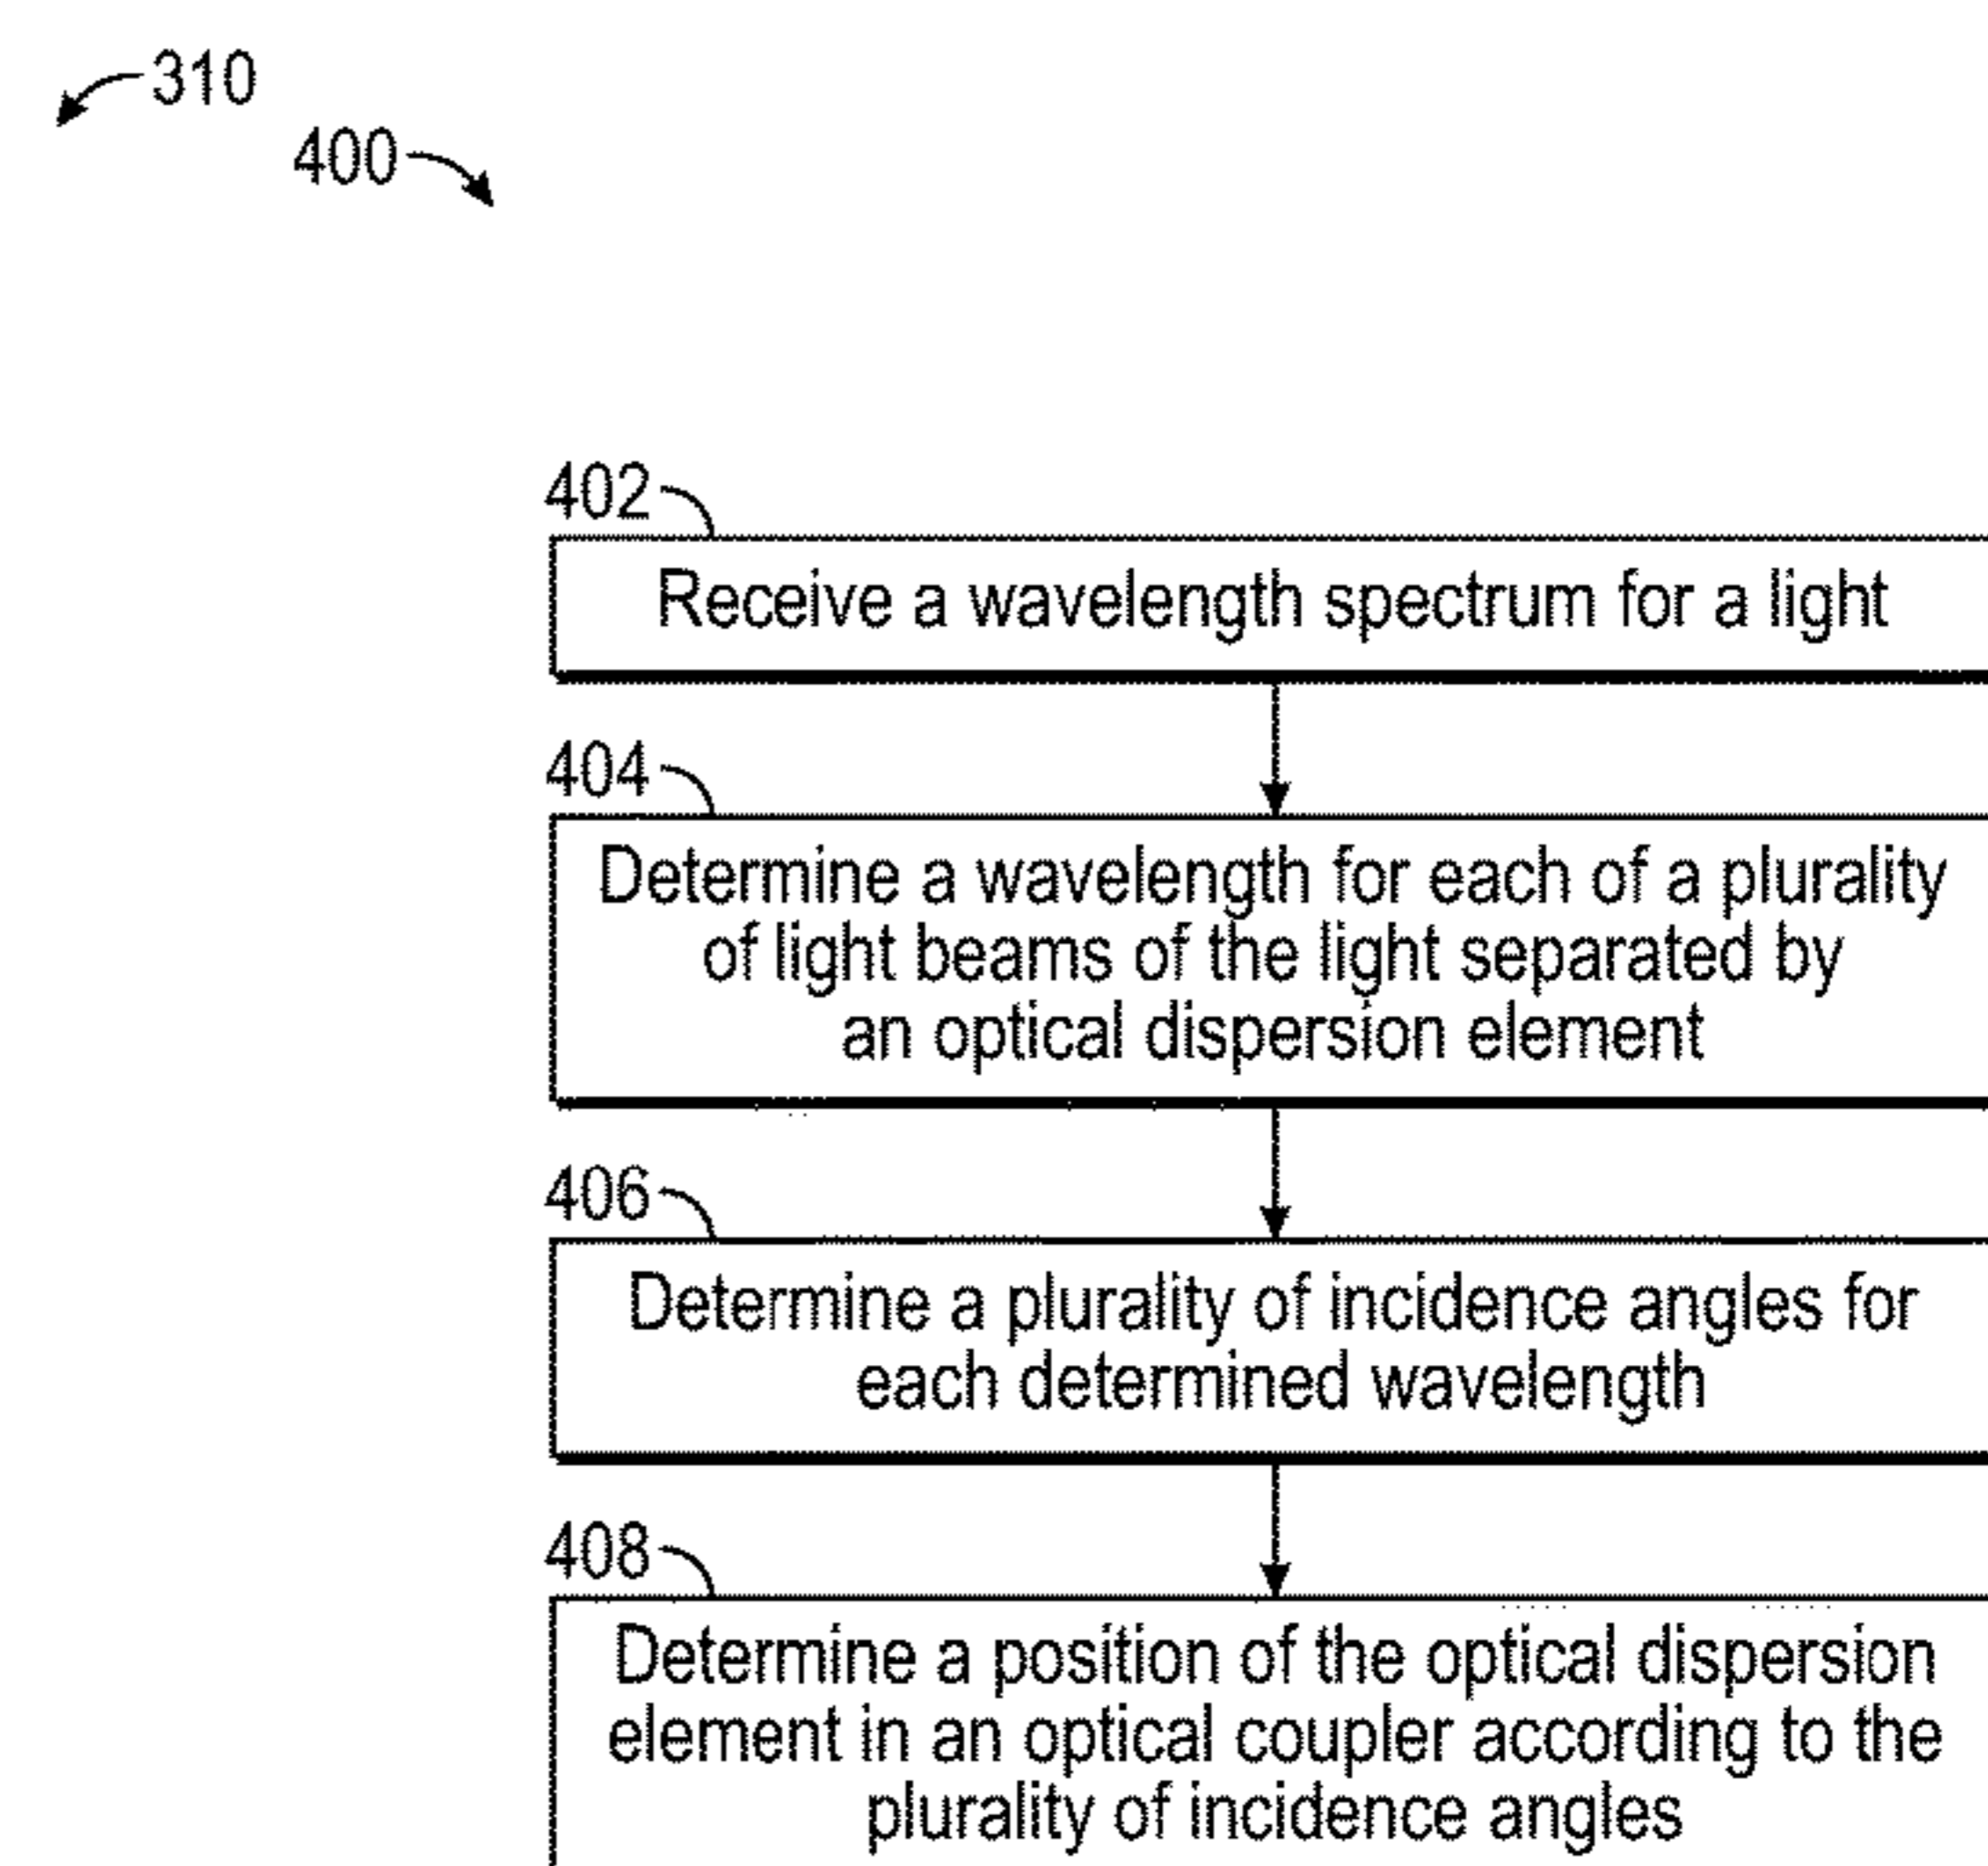 310
400
402
Receive a wavelength spectrum for a light
404
Determine a wavelength for each of a plurality
of light beams of the light separated by
an optical dispersion element
406
Determine a plurality of incidence angles for
each determined wavelength
408
Determine a position of the optical dispersion
element in an optical coupler according to the
plurality of incidence angles